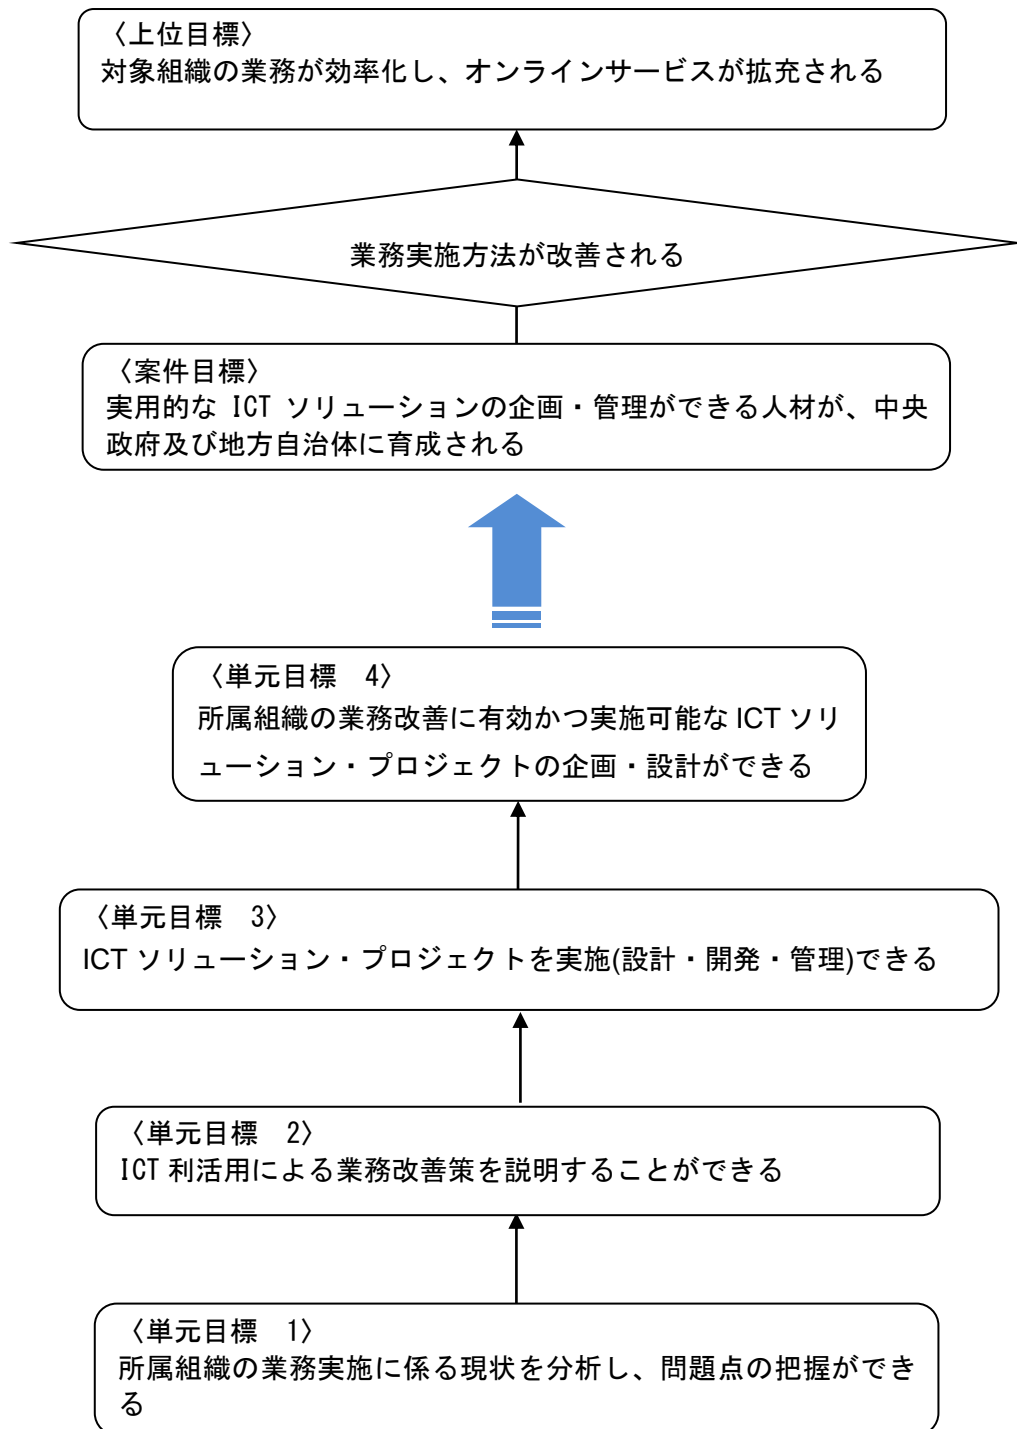 〈上位目標〉
対象組織の業務が効率化し、オンラインサービスが拡充される
業務実施方法が改善される
〈案件目標〉
実用的な ICT ソリューションの企画・管理ができる人材が、中央
政府及び地方自治体に育成される
〈単元目標　4〉
所属組織の業務改善に有効かつ実施可能な ICT ソリ
ューション・プロジェクトの企画・設計ができる
〈単元目標　3〉
ICT ソリューション・プロジェクトを実施(設計・開発・管理)できる
〈単元目標　2〉
ICT 利活用による業務改善策を説明することができる
〈単元目標　1〉
所属組織の業務実施に係る現状を分析し、問題点の把握ができ
る